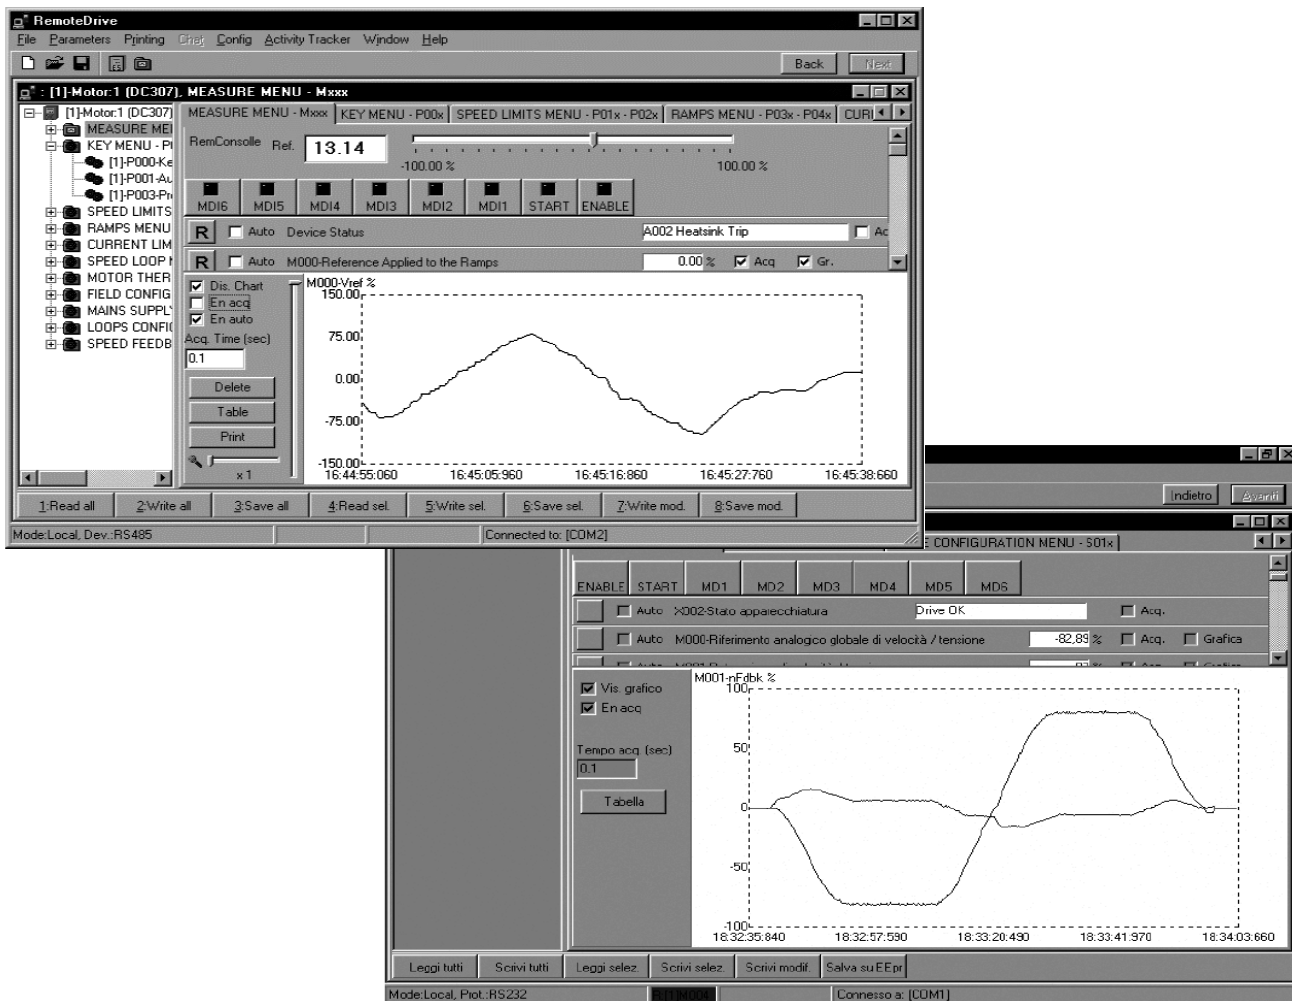 RemoteDrive
File Parameters Printing Chat Config Activity Tracker Window Help
Back Next
: [1]-Motor:1 (DC307), MEASURE MENU - Mxxx
[1]-Motor:1 (DC307)
MEASURE MEI
KEY MENU - P(
[1]-P000-Ke
[1]-P001-Au
[1]-P003-Pr
SPEED LIMITS
RAMPS MENU
CURRENT LIM
SPEED LOOP
MOTOR THER
FIELD CONFIG
MAINS SUPPL
LOOPS CONFI
SPEED FEEDB
MEASURE MENU - Mxxx KEY MENU - P00x SPEED LIMITS MENU - P01x - P02x RAMPS MENU - P03x - P04x CURI
RemConsolle Ref. 13.14
-100.00 % 100.00 %
MDI6 MDI5 MDI4 MDI3 MDI2 MDI1 START ENABLE
R Auto Device Status A002 Heatsink Trip Ac
R Auto M000-Reference Applied to the Ramps 0.00 % Acq Gr.
Dis. Chart
En acq
En auto
Acq. Time (sec)
0.1
Delete
Table
Print
x 1
M000-Vref %
150.00
75.00
0.00
-75.00
-150.00
16:44:55:060 16:45:05:960 16:45:16:860 16:45:27:760 16:45:38:660
1:Read all 2:Write all 3:Save all 4:Read sel. 5:Write sel. 6:Save sel. 7:Write mod. 8:Save mod.
Mode:Local, Dev.:RS485 Connected to: [COM2]
Indietro Avanti
E CONFIGURATION MENU - S01x
ENABLE START MD1 MD2 MD3 MD4 MD5 MD6
Auto X002-Stato apparecchiatura Drive OK Acq.
Auto M000-Riferimento analogico globale di velocità / tensione -82,89 % Acq. Grafica
Vis. grafico
En acq
Tempo acq. (sec)
0.1
Tabella
M001-nFdbk %
100
50
0
-50
-100
18:32:35:840 18:32:57:590 18:33:20:490 18:33:41:970 18:34:03:660
Leggi tutti Scrivi tutti Leggi selez. Scrivi selez. Scrivi modif. Salva su EEpr
Mode:Local, Prot.:RS232 Connesso a: [COM1]